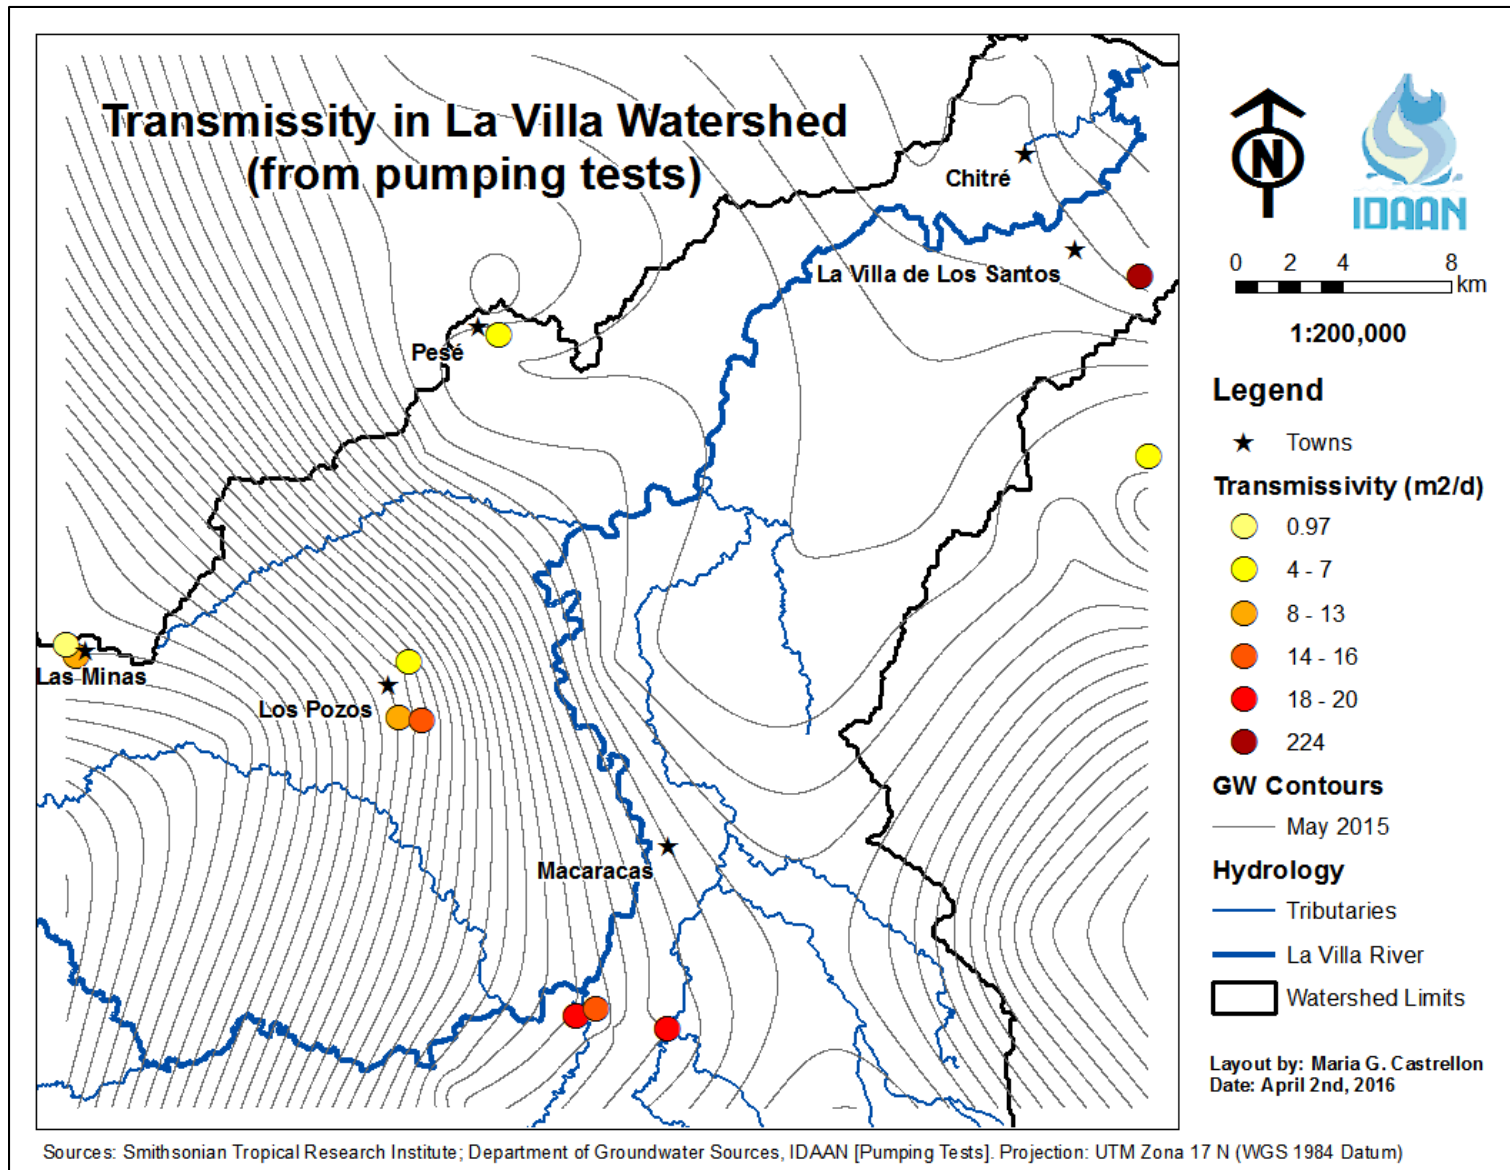 Transmissity in La Villa Watershed
(from pumping tests)
Chitré
La Villa de Los Santos
Pesé
Las Minas
Los Pozos
Macaracas
N
IDAAN
0 2 4 8
km
1:200,000
Legend
Towns
Transmissivity (m2/d)
0.97
4 - 7
8 - 13
14 - 16
18 - 20
224
GW Contours
May 2015
Hydrology
Tributaries
La Villa River
Watershed Limits
Layout by: Maria G. Castrellon
Date: April 2nd, 2016
Sources: Smithsonian Tropical Research Institute; Department of Groundwater Sources, IDAAN [Pumping Tests]. Projection: UTM Zona 17 N (WGS 1984 Datum)